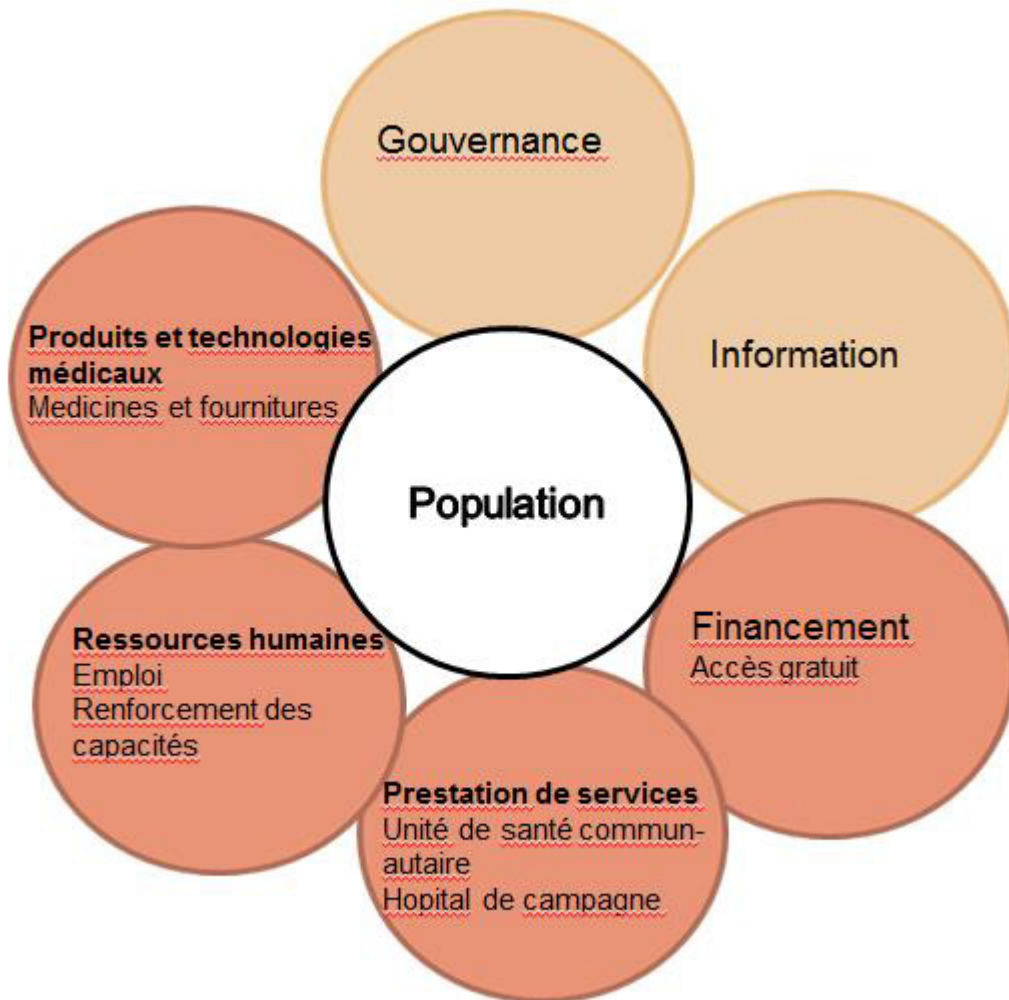 Gouvernance
Information
Produits et technologies
médicaux
Medicines et fournitures
Population
Financement
Accès gratuit
Ressources humaines
Emploi
Renforcement des
capacités
Prestation de services
Unité de santé commun-
autaire
Hopital de campagne